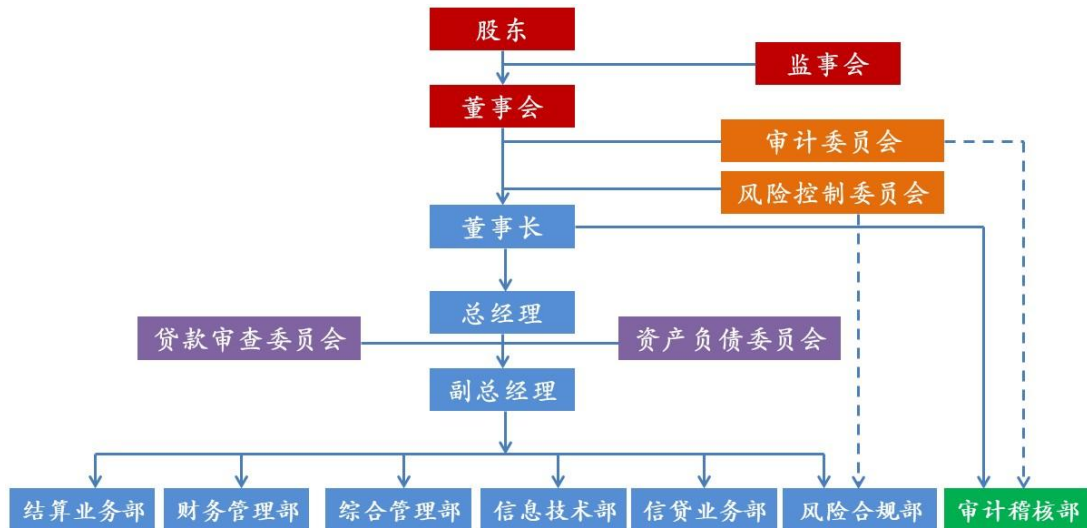 股东
监事会
董事会
审计委员会
风险控制委员会
董事长
总经理
贷款审查委员会
资产负债委员会
副总经理
结算业务部
财务管理部
综合管理部
信息技术部
信贷业务部
风险合规部
审计稽核部